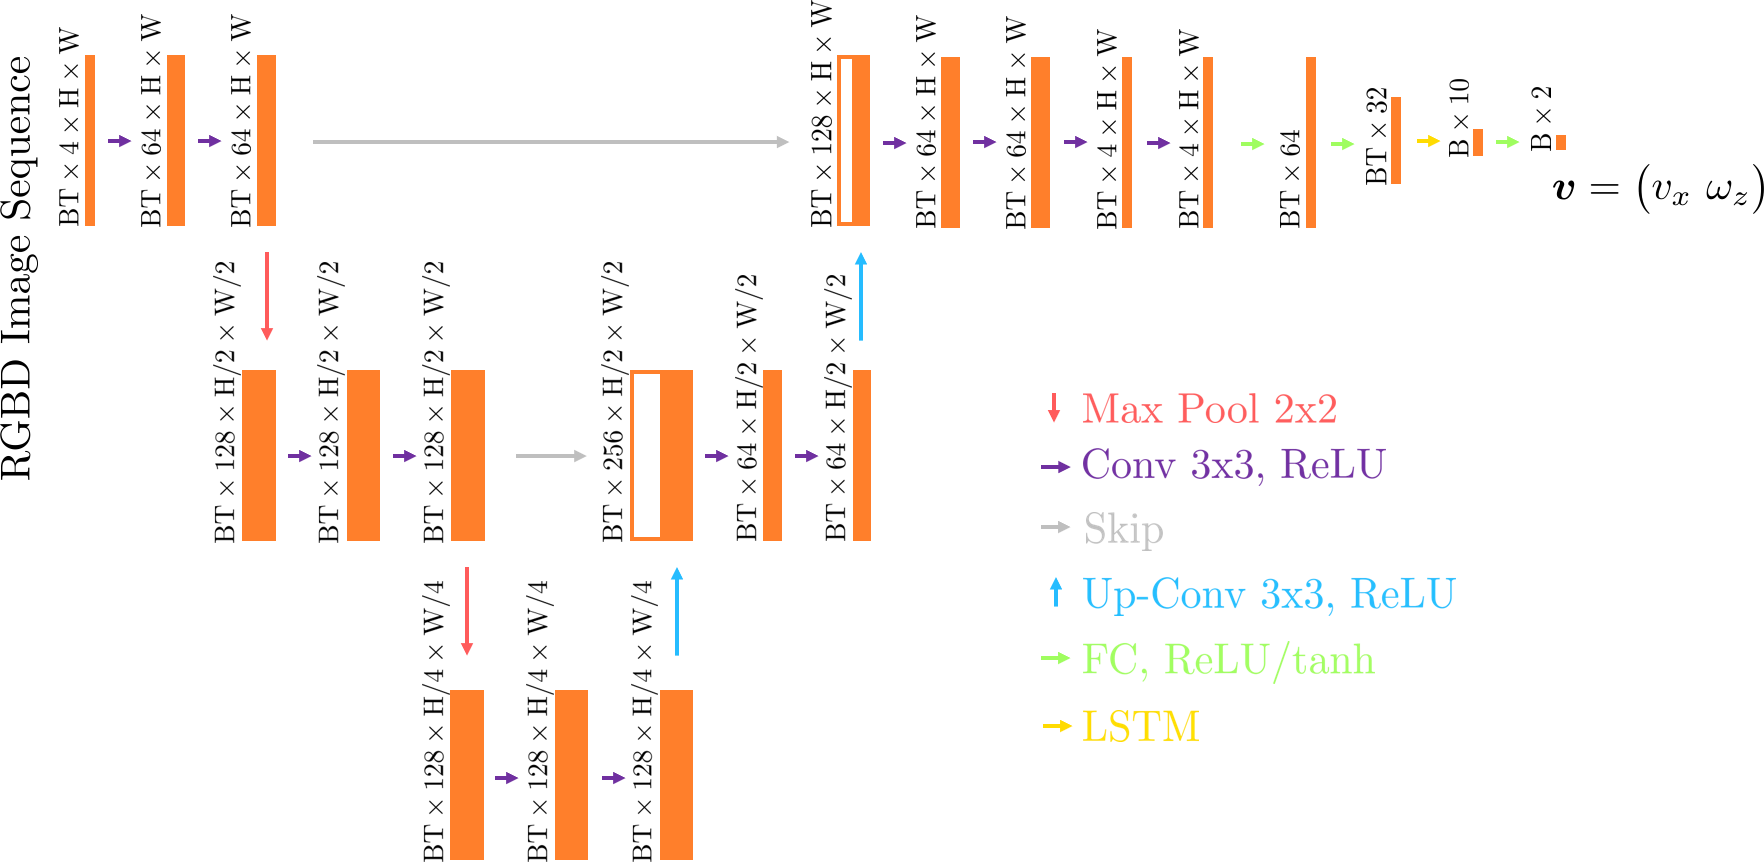 RGBD Image Sequence
BT × 4 × H × W
BT × 64 × H × W
BT × 64 × H × W
BT × 128 × H × W
BT × 64 × H × W
BT × 64 × H × W
BT × 4 × H × W
BT × 4 × H × W
BT × 64
BT × 32
B × 10
B × 2
v = (v_x ω_z)
BT × 128 × H/2 × W/2
BT × 128 × H/2 × W/2
BT × 128 × H/2 × W/2
BT × 256 × H/2 × W/2
BT × 64 × H/2 × W/2
BT × 64 × H/2 × W/2
BT × 128 × H/4 × W/4
BT × 128 × H/4 × W/4
BT × 128 × H/4 × W/4
Max Pool 2x2
Conv 3x3, ReLU
Skip
Up-Conv 3x3, ReLU
FC, ReLU/tanh
LSTM